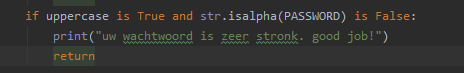 if uppercase is True and str.isalpha(PASSWORD) is False:
print("uw wachtwoord is zeer stronk. good job!")
return